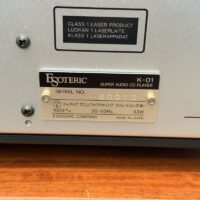 CLASS 1 LASER PRODUCT
LUOKAN 1 LASERLAITE
KLASS 1 LASERAPPARAT
ESOTERIC K-01
SUPER AUDIO CD PLAYER
SERIAL NO.
100V~ 50-60Hz 33W
ESOTERIC COMPANY MADE IN JAPAN